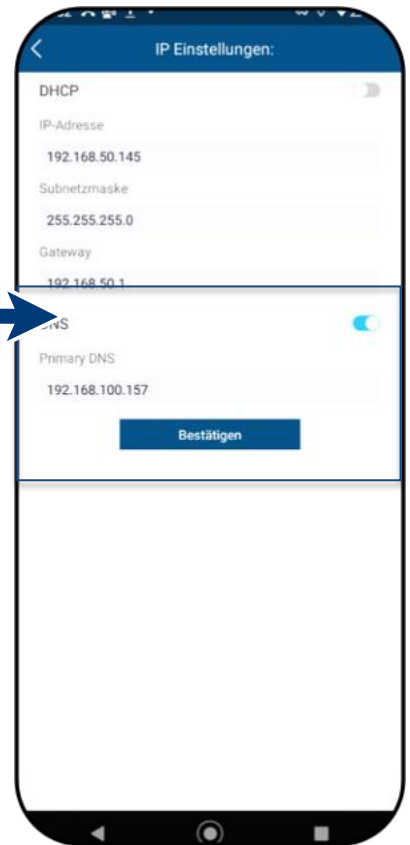 IP Einstellungen:
DHCP
IP-Adresse
192.168.50.145
Subnetzmaske
255.255.255.0
Gateway
192.168.50.1
Primary DNS
192.168.100.157
Bestätigen